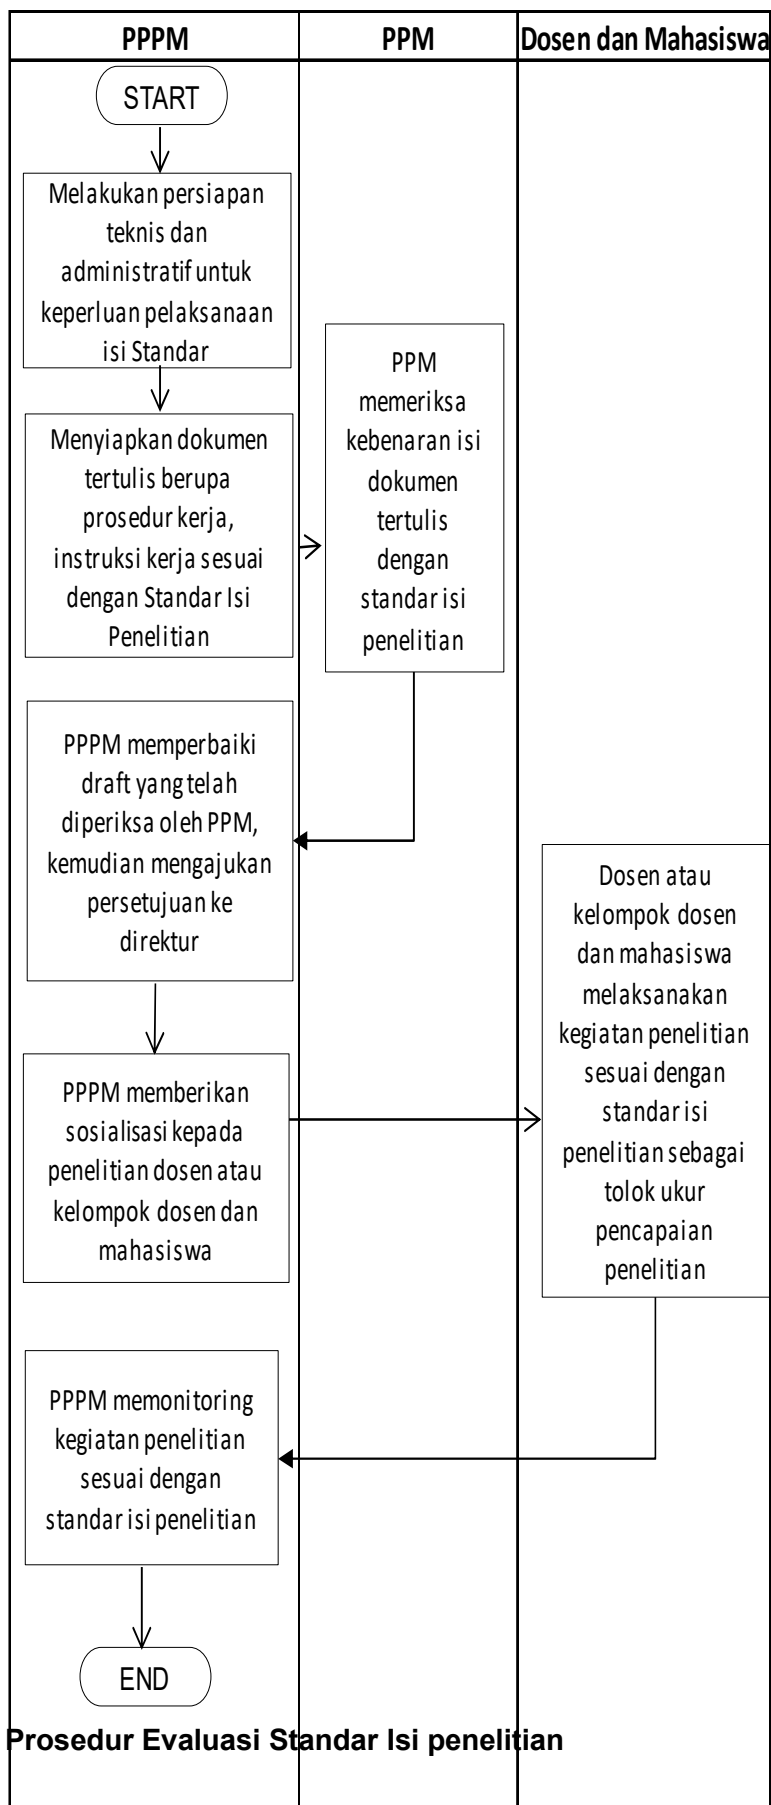 PPPM
PPM
Dosen dan Mahasiswa
START
Melakukan persiapan
teknis dan
administratif untuk
keperluan pelaksanaan
isi Standar
Menyiapkan dokumen
tertulis berupa
prosedur kerja,
instruksi kerja sesuai
dengan Standar Isi
Penelitian
PPM
memeriksa
kebenaran isi
dokumen
tertulis
dengan
standar isi
penelitian
PPPM memperbaiki
draft yang telah
diperiksa oleh PPM,
kemudian mengajukan
persetujuan ke
direktur
PPPM memberikan
sosialisasi kepada
penelitian dosen atau
kelompok dosen dan
mahasiswa
Dosen atau
kelompok dosen
dan mahasiswa
melaksanakan
kegiatan penelitian
sesuai dengan
standar isi
penelitian sebagai
tolok ukur
pencapaian
penelitian
PPPM memonitoring
kegiatan penelitian
sesuai dengan
standar isi penelitian
END
Prosedur Evaluasi Standar Isi penelitian